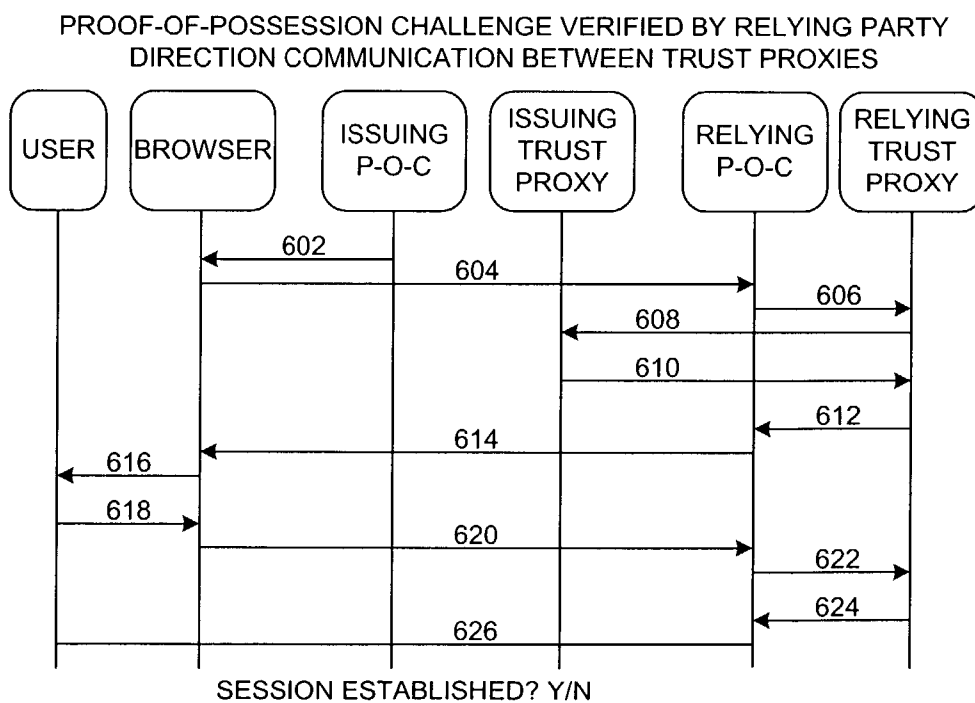 PROOF-OF-POSSESSION CHALLENGE VERIFIED BY RELYING PARTY
DIRECTION COMMUNICATION BETWEEN TRUST PROXIES
USER
BROWSER
ISSUING
P-O-C
ISSUING
TRUST
PROXY
RELYING
P-O-C
RELYING
TRUST
PROXY
602
604
606
608
610
612
614
616
618
620
622
624
626
SESSION ESTABLISHED? Y/N